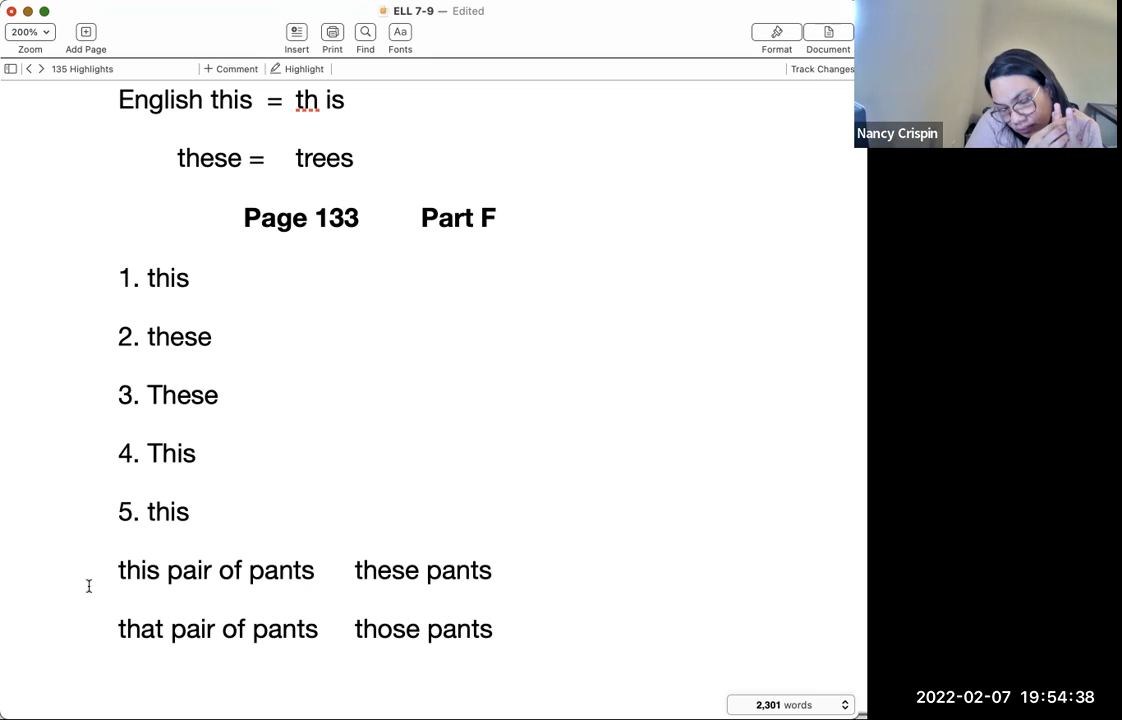 ELL 7-9 — Edited
200%
Zoom
Add Page
Insert
Print
Find
Aa
Fonts
Format
Document
135 Highlights
+ Comment
Highlight
Track Changes
English this = th is
these = trees
Page 133 Part F
1. this
2. these
3. These
4. This
5. this
this pair of pants these pants
that pair of pants those pants
2,301 words
Nancy Crispin
2022-02-07 19:54:38